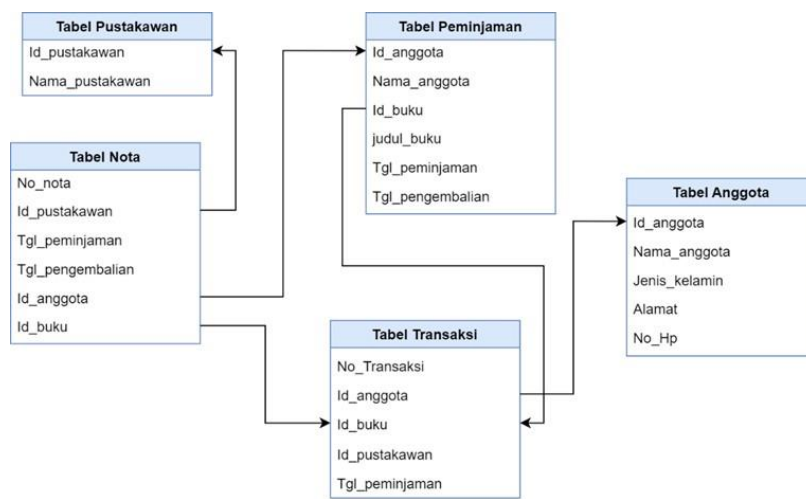 Tabel Pustakawan
Id_pustakawan
Nama_pustakawan
Tabel Peminjaman
Id_anggota
Nama_anggota
Id_buku
judul_buku
Tgl_peminjaman
Tgl_pengembalian
Tabel Nota
No_nota
Id_pustakawan
Tgl_peminjaman
Tgl_pengembalian
Id_anggota
Id_buku
Tabel Anggota
Id_anggota
Nama_anggota
Jenis_kelamin
Alamat
No_Hp
Tabel Transaksi
No_Transaksi
Id_anggota
Id_buku
Id_pustakawan
Tgl_peminjaman